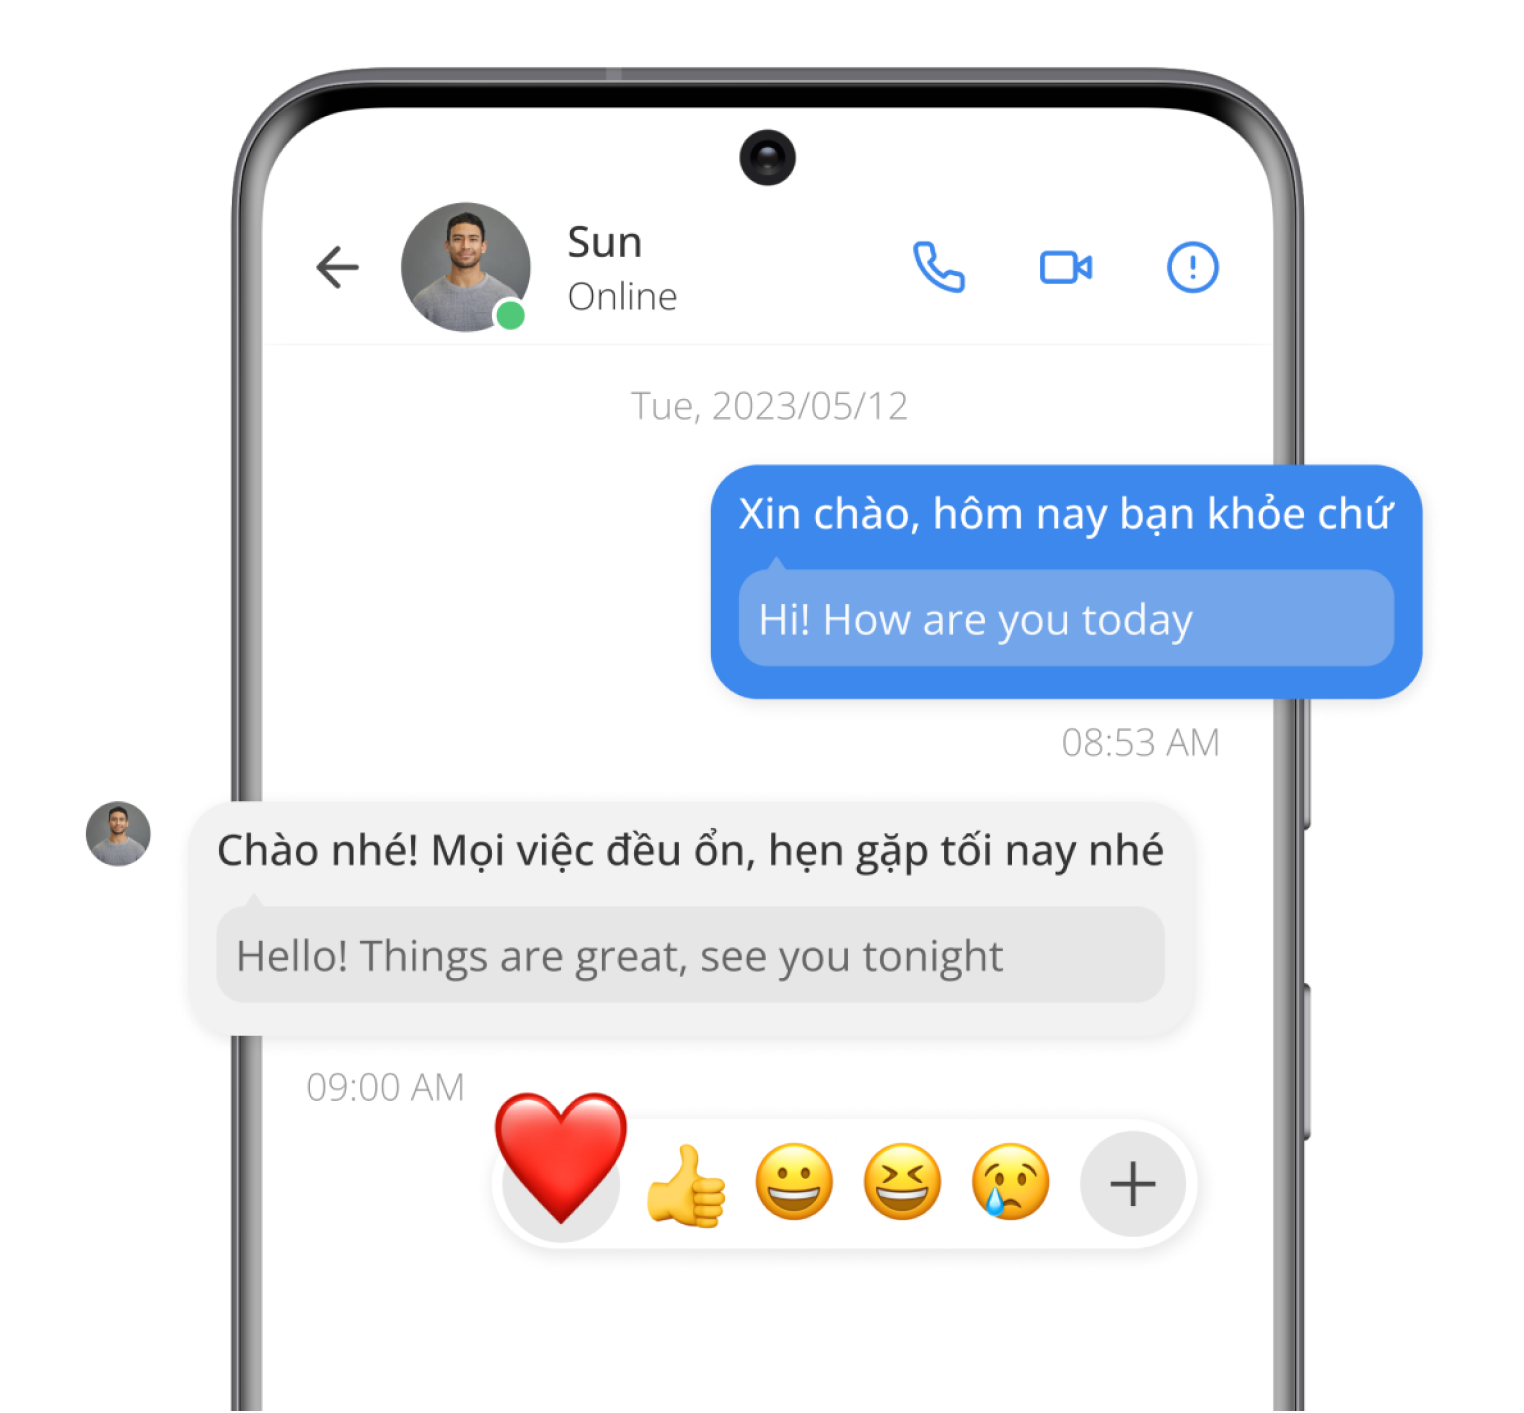 Sun
Online
Tue, 2023/05/12
Xin chào, hôm nay bạn khỏe chứ
Hi! How are you today
08:53 AM
Chào nhé! Mọi việc đều ổn, hẹn gặp tối nay nhé
Hello! Things are great, see you tonight
09:00 AM